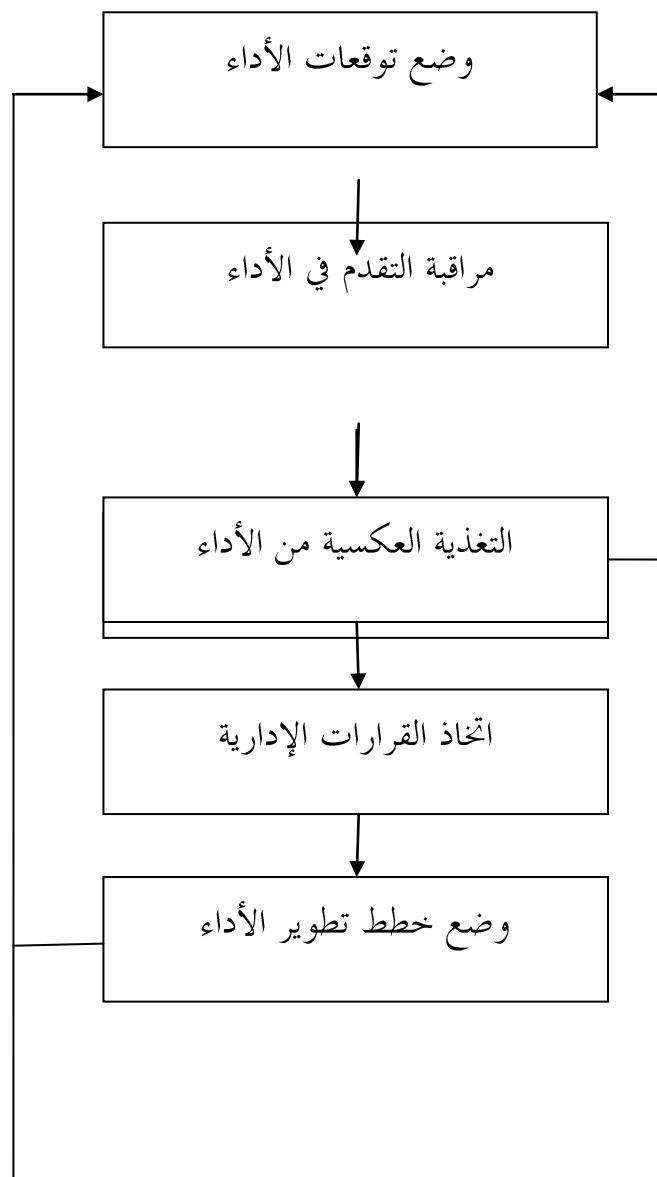 وضع توقعات الأداء
مراقبة التقدم في الأداء
التغذية العكسية من الأداء
اتخاذ القرارات الإدارية
وضع خطط تطوير الأداء